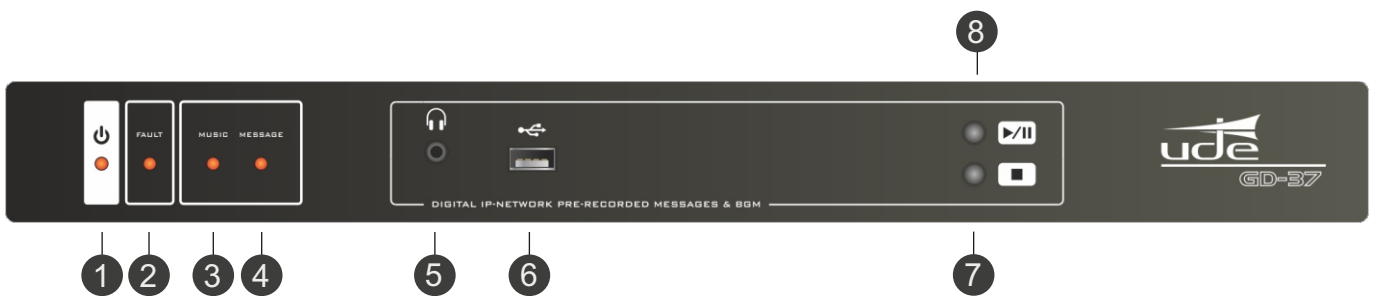 8
FAULT
MUSIC MESSAGE
ude
GD-37
DIGITAL IP-NETWORK PRE-RECORDED MESSAGES & BGM
1 2 3 4 5 6 7